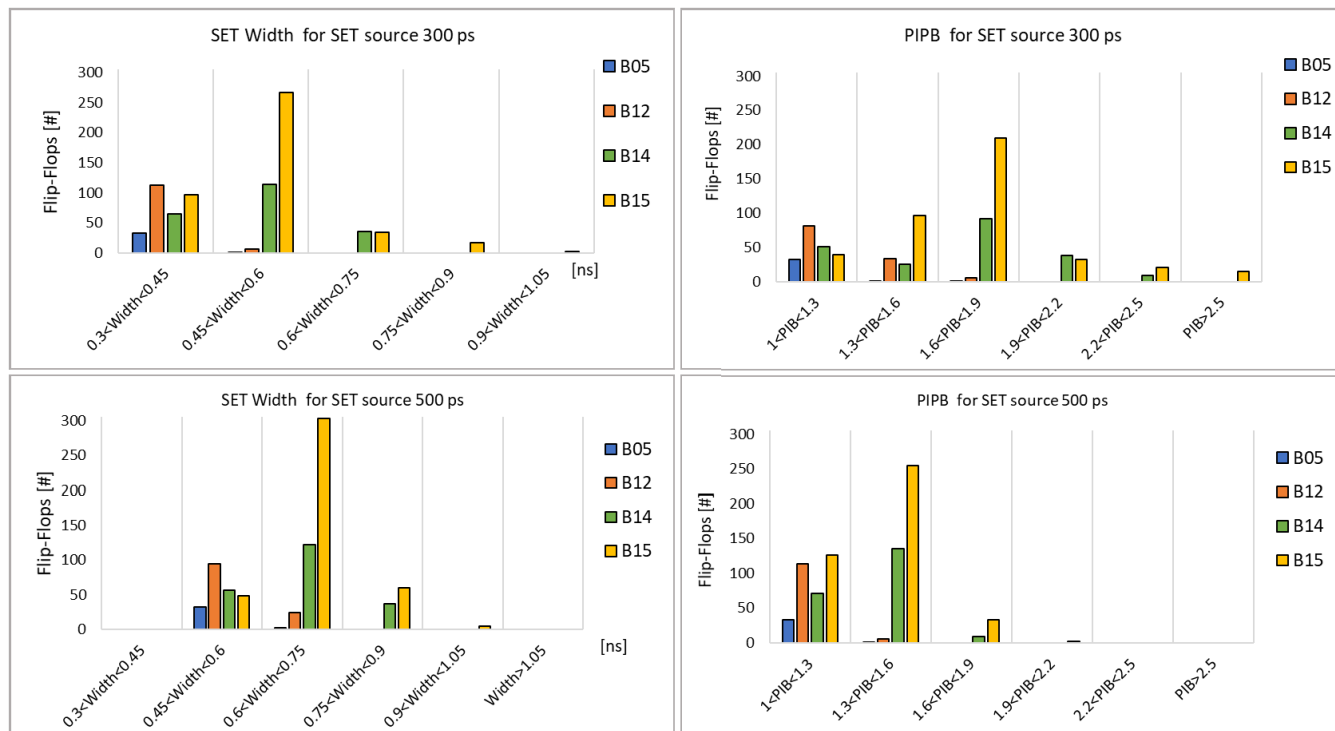 SET Width for SET source 300 ps
Flip-Flops [#]
300
250
200
150
100
50
0
0.3<Width<0.45
0.45<Width<0.6
0.6<Width<0.75
0.75<Width<0.9
0.9<Width<1.05
[ns]
B05
B12
B14
B15
PIPB for SET source 300 ps
Flip-Flops [#]
300
250
200
150
100
50
0
1<PIB<1.3
1.3<PIB<1.6
1.6<PIB<1.9
1.9<PIB<2.2
2.2<PIB<2.5
PIB>2.5
B05
B12
B14
B15
SET Width for SET source 500 ps
Flip-Flops [#]
300
250
200
150
100
50
0
0.3<Width<0.45
0.45<Width<0.6
0.6<Width<0.75
0.75<Width<0.9
0.9<Width<1.05
Width>1.05
[ns]
B05
B12
B14
B15
PIPB for SET source 500 ps
Flip-Flops [#]
300
250
200
150
100
50
0
1<PIB<1.3
1.3<PIB<1.6
1.6<PIB<1.9
1.9<PIB<2.2
2.2<PIB<2.5
PIB>2.5
B05
B12
B14
B15